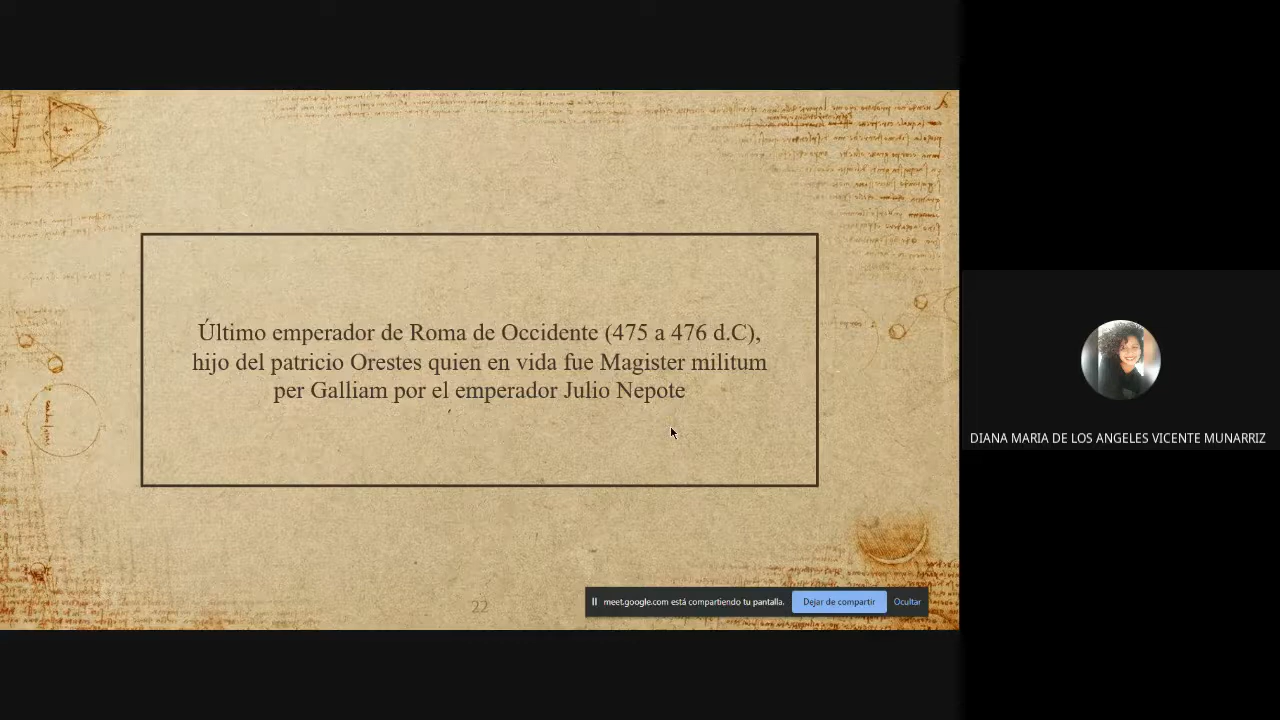 Último emperador de Roma de Occidente (475 a 476 d.C),
hijo del patricio Orestes quien en vida fue Magister militum
per Galliam por el emperador Julio Nepote
22
meet.google.com está compartiendo tu pantalla.
Dejar de compartir
Ocultar
DIANA MARIA DE LOS ANGELES VICENTE MUNARRIZ